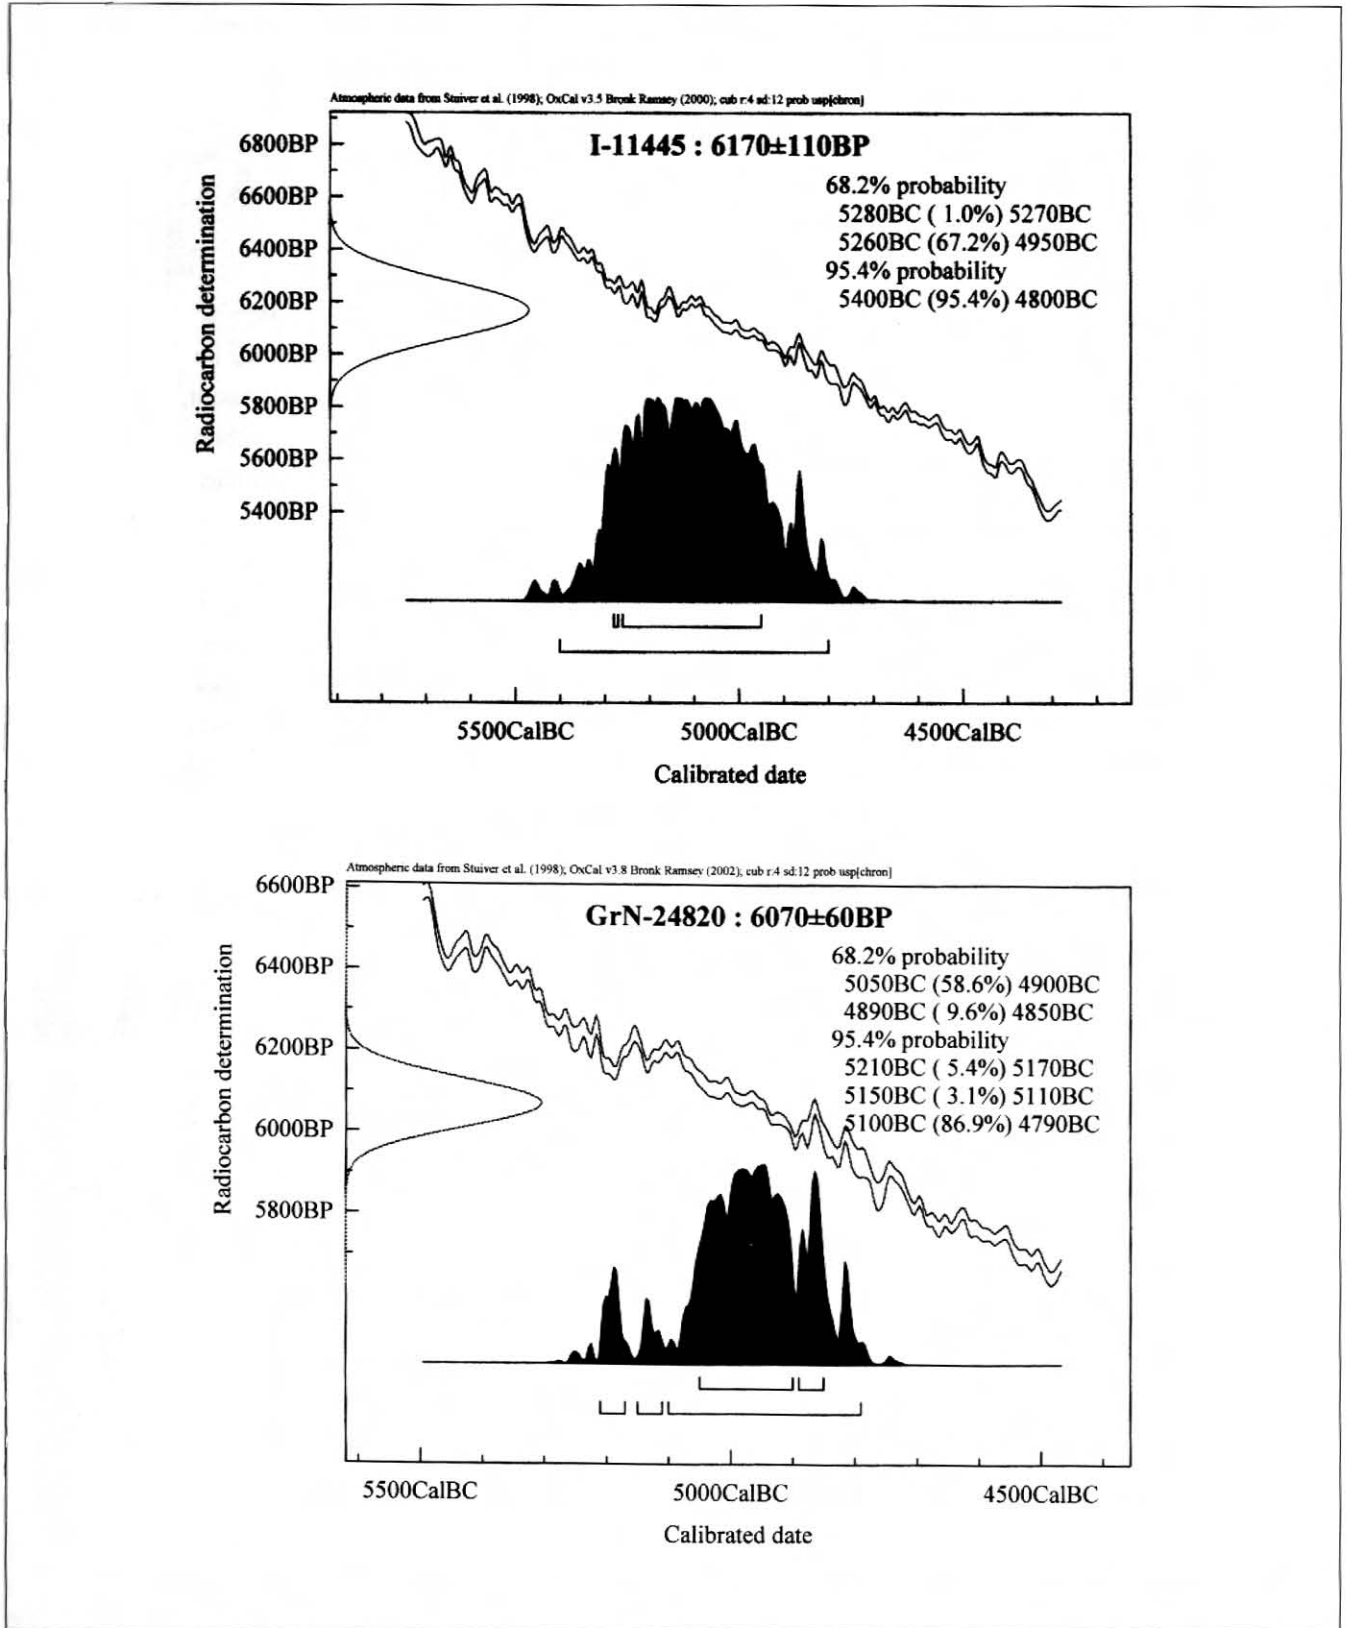 Atmospheric data from Stuiver et al. (1998); OxCal v3.5 Bronk Ramsey (2000); cub r:4 sd:12 prob usp[chron]
I-11445 : 6170±110BP
68.2% probability
5280BC ( 1.0%) 5270BC
5260BC (67.2%) 4950BC
95.4% probability
5400BC (95.4%) 4800BC
Radiocarbon determination
6800BP
6600BP
6400BP
6200BP
6000BP
5800BP
5600BP
5400BP
5500CalBC 5000CalBC 4500CalBC
Calibrated date
Atmospheric data from Stuiver et al. (1998); OxCal v3.8 Bronk Ramsey (2002); cub r:4 sd:12 prob usp[chron]
GrN-24820 : 6070±60BP
68.2% probability
5050BC (58.6%) 4900BC
4890BC ( 9.6%) 4850BC
95.4% probability
5210BC ( 5.4%) 5170BC
5150BC ( 3.1%) 5110BC
5100BC (86.9%) 4790BC
Radiocarbon determination
6600BP
6400BP
6200BP
6000BP
5800BP
5500CalBC 5000CalBC 4500CalBC
Calibrated date